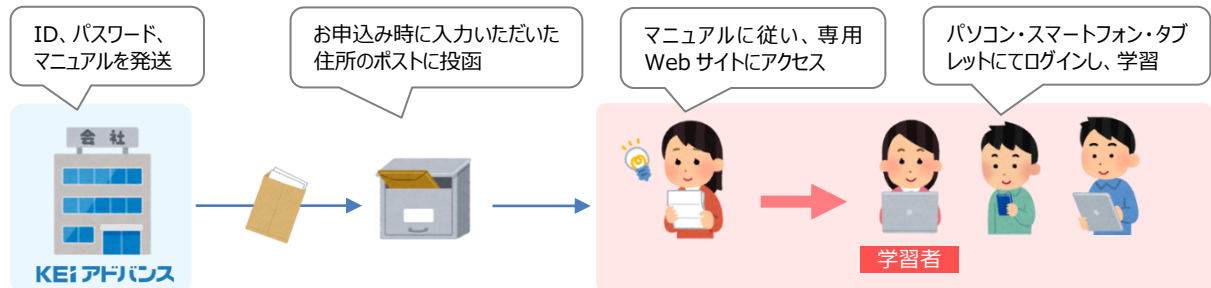 ID、パスワード、
マニュアルを発送
お申込み時に入力いただいた
住所のポストに投函
マニュアルに従い、専用
Web サイトにアクセス
パソコン・スマートフォン・タブ
レットにてログインし、学習
会 社
KEIアドバンス
学習者